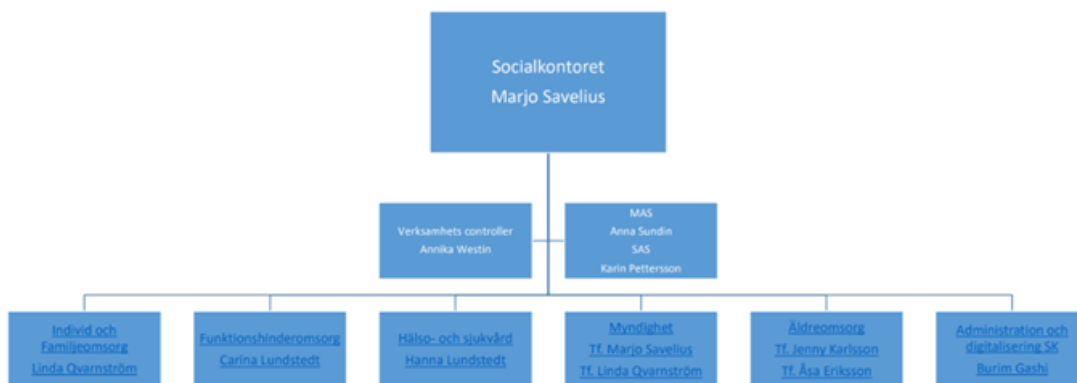 Socialkontoret
Marjo Savelius
Verksamhets controller
Annika Westin
MAS
Anna Sundin
SAS
Karin Pettersson
Individ och
Familjeomsorg
Linda Qvarnström
Funktionshinderomsorg
Carina Lundstedt
Hälso- och sjukvård
Hanna Lundstedt
Myndighet
Tf. Marjo Savelius
Tf. Linda Qvarnström
Äldreomsorg
Tf. Jenny Karlsson
Tf. Åsa Eriksson
Administration och
digitalisering SK
Burim Gashi